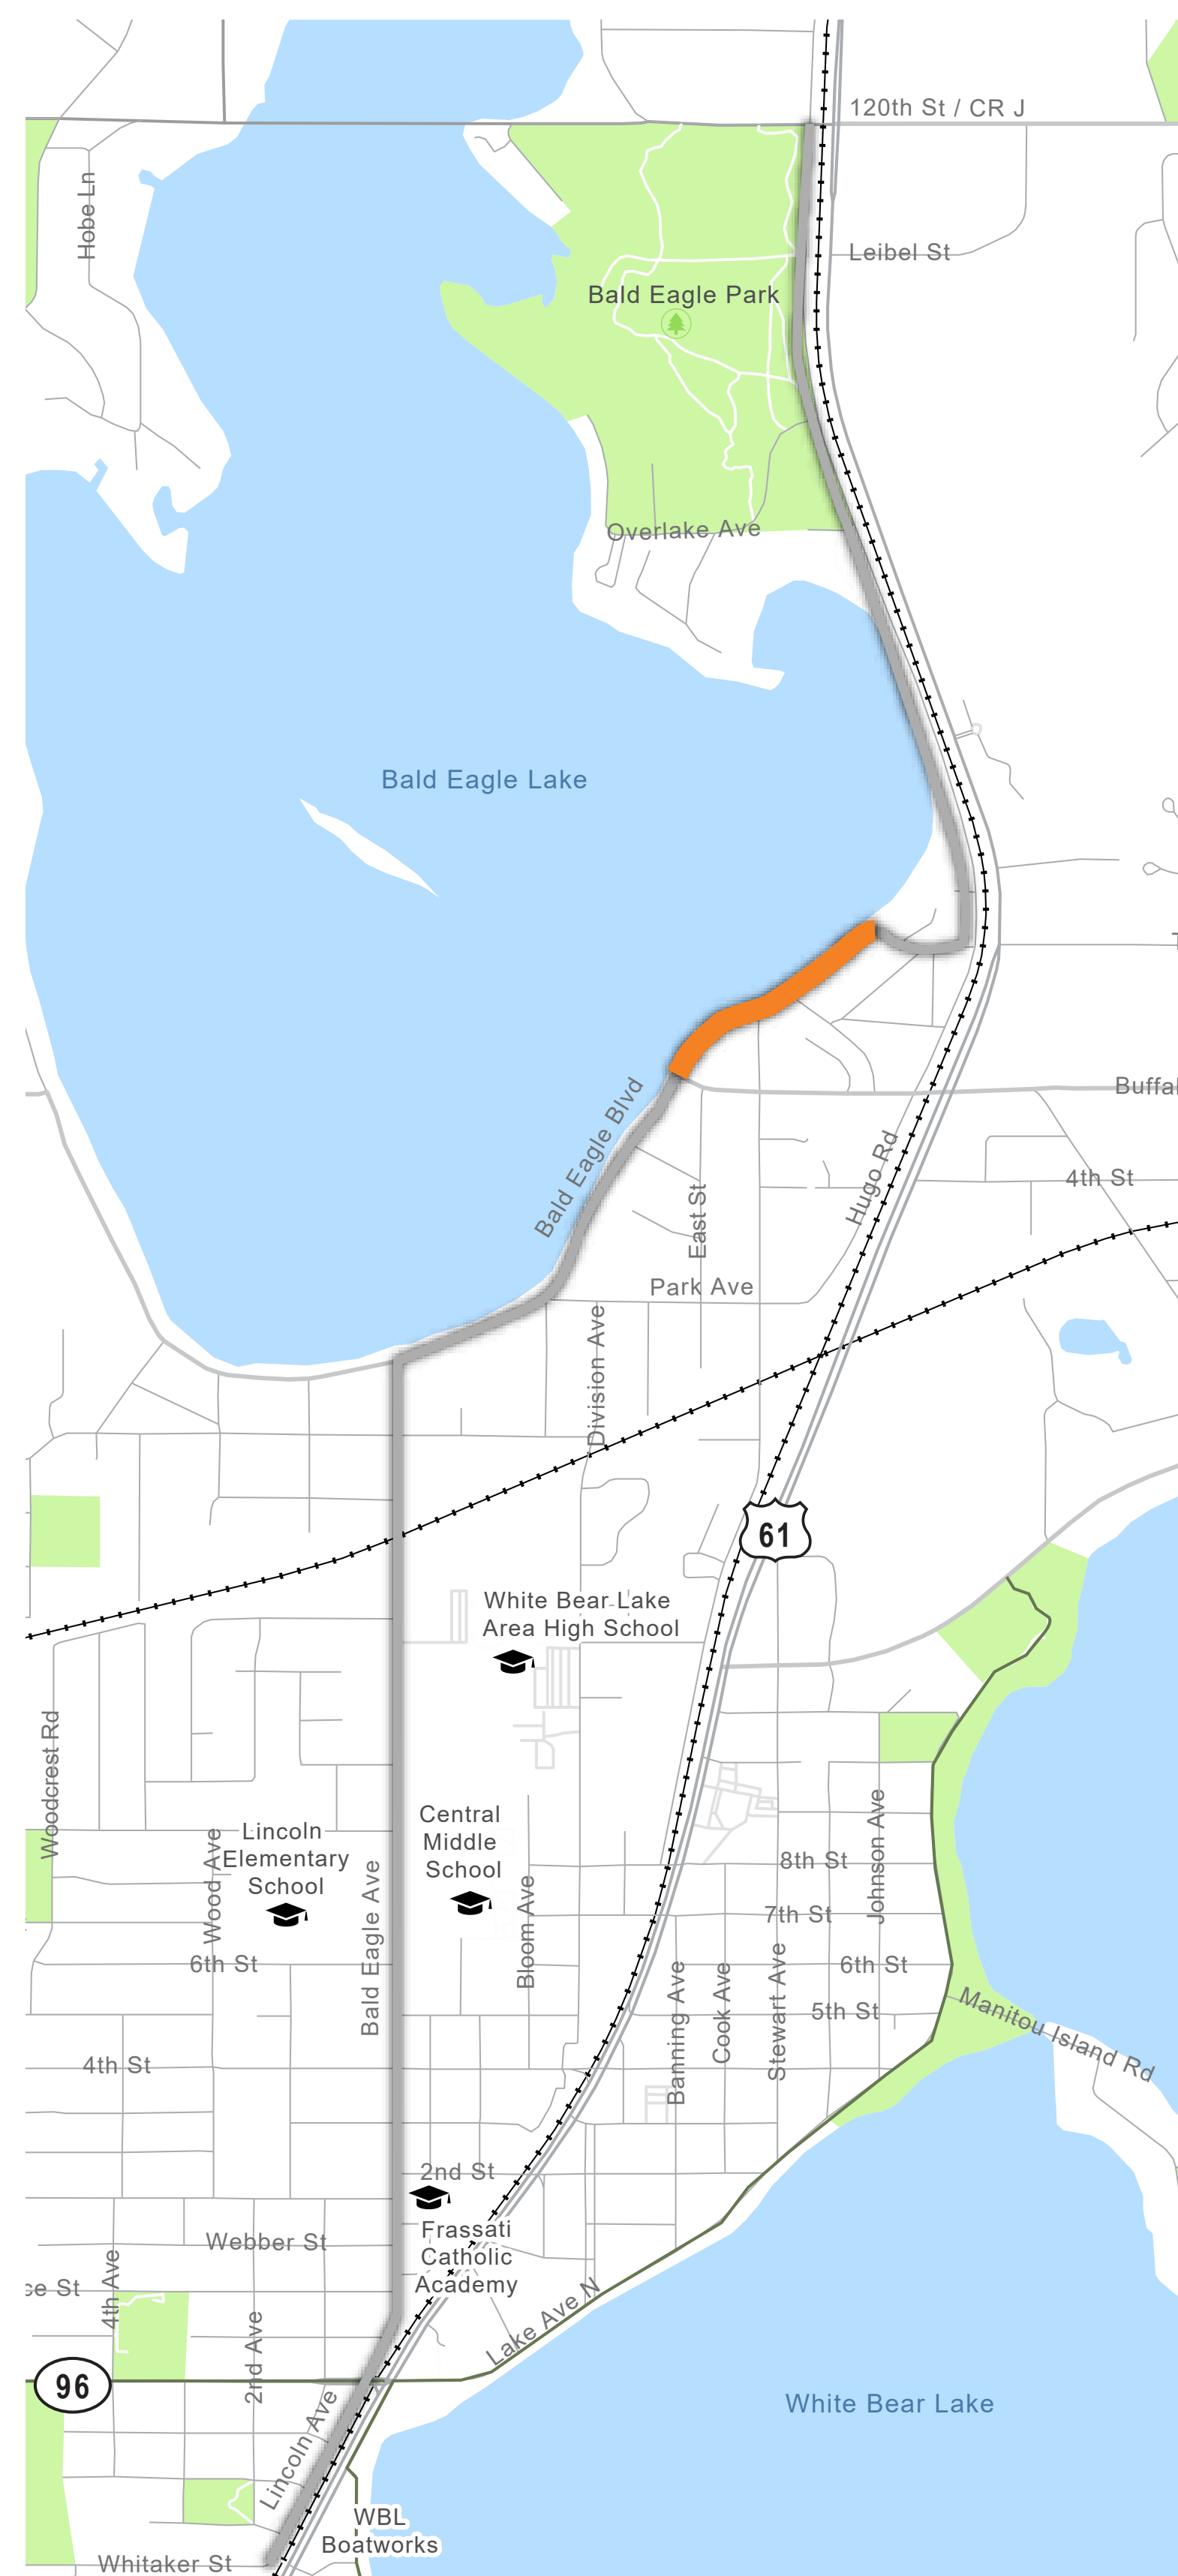 120th St / CR J
Hobe Ln
Leibel St
Bald Eagle Park
Overlake Ave
Bald Eagle Lake
Bald Eagle Blvd
Buffal
Hugo Rd
4th St
East St
Park Ave
Division Ave
61
White Bear Lake
Area High School
Woodcrest Rd
Central
Middle
School
Lincoln
Elementary
School
Wood Ave
Bald Eagle Ave
Bloom Ave
Johnson Ave
8th St
7th St
6th St
6th St
5th St
Banning Ave
Cook Ave
Stewart Ave
Manitou Island Rd
4th St
2nd St
Frassati
Catholic
Academy
Webber St
ce St
4th Ave
2nd Ave
Lake Ave N
96
Lincoln Ave
White Bear Lake
WBL
Boatworks
Whitaker St